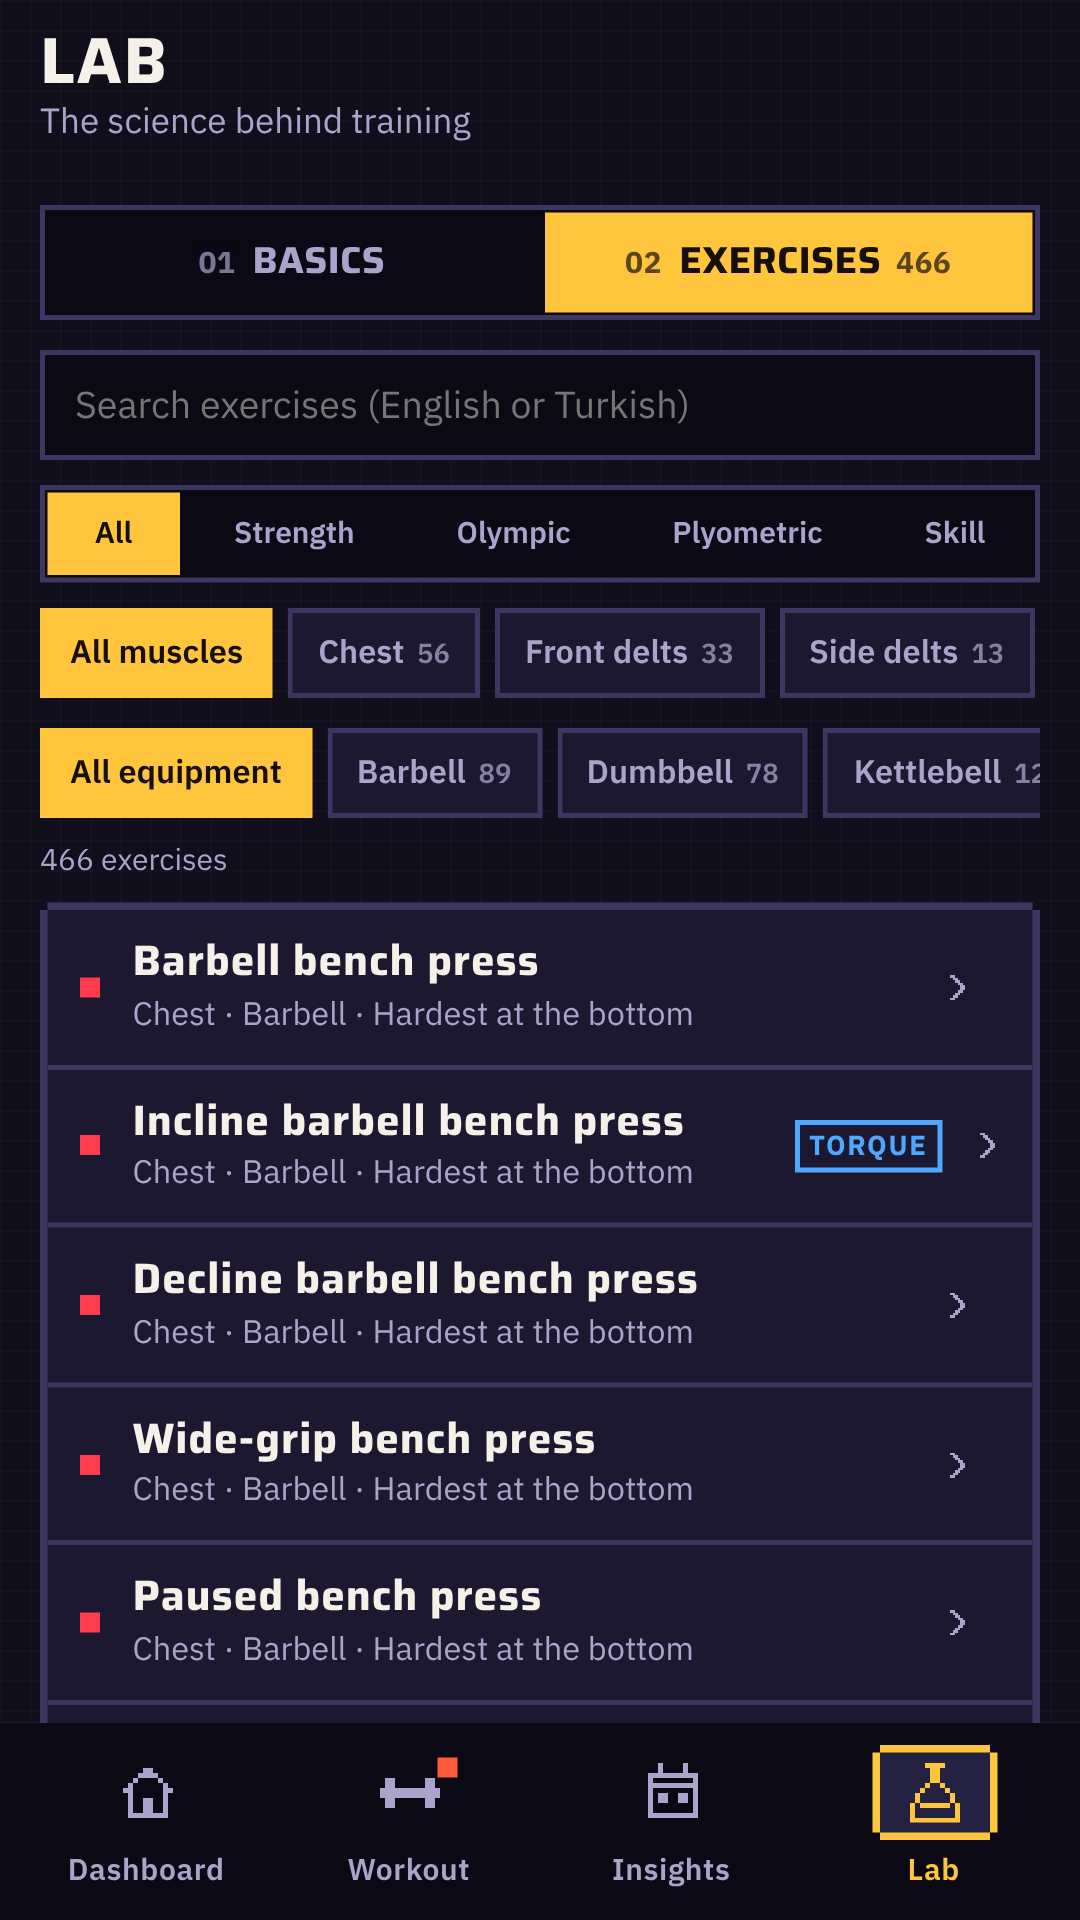 LAB
The science behind training
01 BASICS 02 EXERCISES 466
Search exercises (English or Turkish)
All Strength Olympic Plyometric Skill
All muscles Chest 56 Front delts 33 Side delts 13
All equipment Barbell 89 Dumbbell 78 Kettlebell 12
466 exercises
Barbell bench press
Chest · Barbell · Hardest at the bottom
Incline barbell bench press
TORQUE
Chest · Barbell · Hardest at the bottom
Decline barbell bench press
Chest · Barbell · Hardest at the bottom
Wide-grip bench press
Chest · Barbell · Hardest at the bottom
Paused bench press
Chest · Barbell · Hardest at the bottom
Dashboard Workout Insights Lab